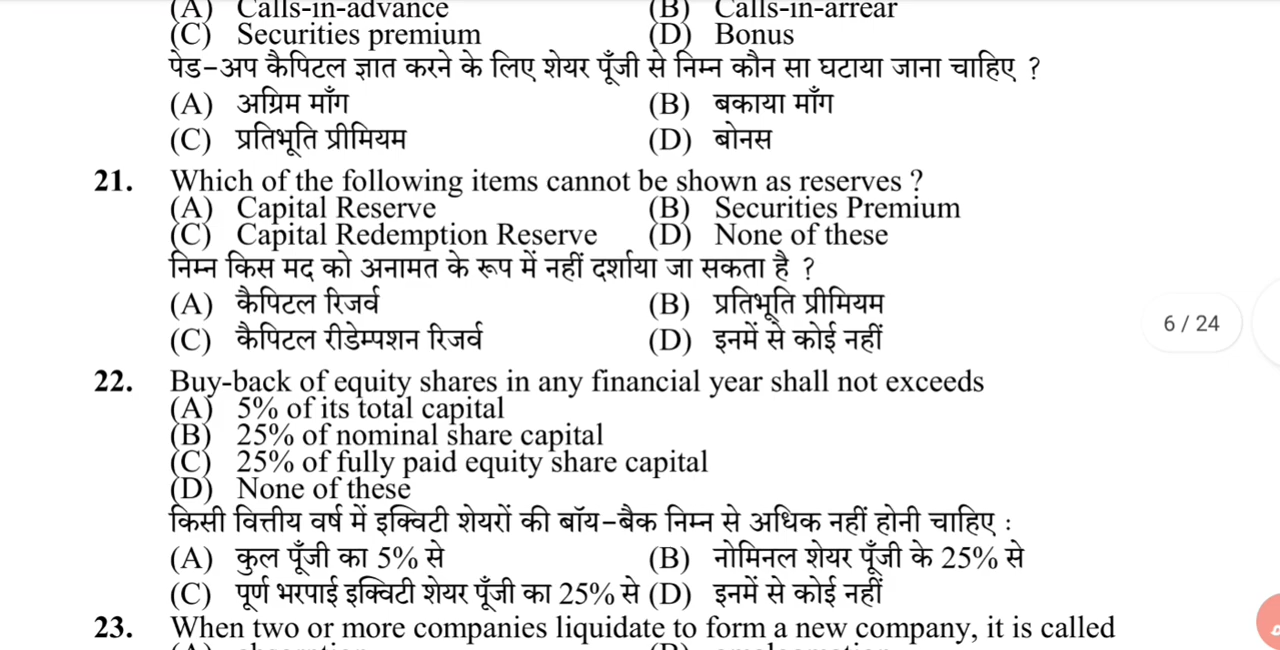 (A) Calls-in-advance (B) Calls-in-arrear
(C) Securities premium (D) Bonus
पेड-अप कैपिटल ज्ञात करने के लिए शेयर पूँजी से निम्न कौन सा घटाया जाना चाहिए ?
(A) अग्रिम माँग (B) बकाया माँग
(C) प्रतिभूति प्रीमियम (D) बोनस
21. Which of the following items cannot be shown as reserves ?
(A) Capital Reserve (B) Securities Premium
(C) Capital Redemption Reserve (D) None of these
निम्न किस मद को अनामत के रूप में नहीं दर्शाया जा सकता है ?
(A) कैपिटल रिजर्व (B) प्रतिभूति प्रीमियम
(C) कैपिटल रीडेम्पशन रिजर्व (D) इनमें से कोई नहीं
6 / 24
22. Buy-back of equity shares in any financial year shall not exceeds
(A) 5% of its total capital
(B) 25% of nominal share capital
(C) 25% of fully paid equity share capital
(D) None of these
किसी वित्तीय वर्ष में इक्विटी शेयरों की बॉय-बैक निम्न से अधिक नहीं होनी चाहिए :
(A) कुल पूँजी का 5% से (B) नोमिनल शेयर पूँजी के 25% से
(C) पूर्ण भरपाई इक्विटी शेयर पूँजी का 25% से (D) इनमें से कोई नहीं
23. When two or more companies liquidate to form a new company, it is called